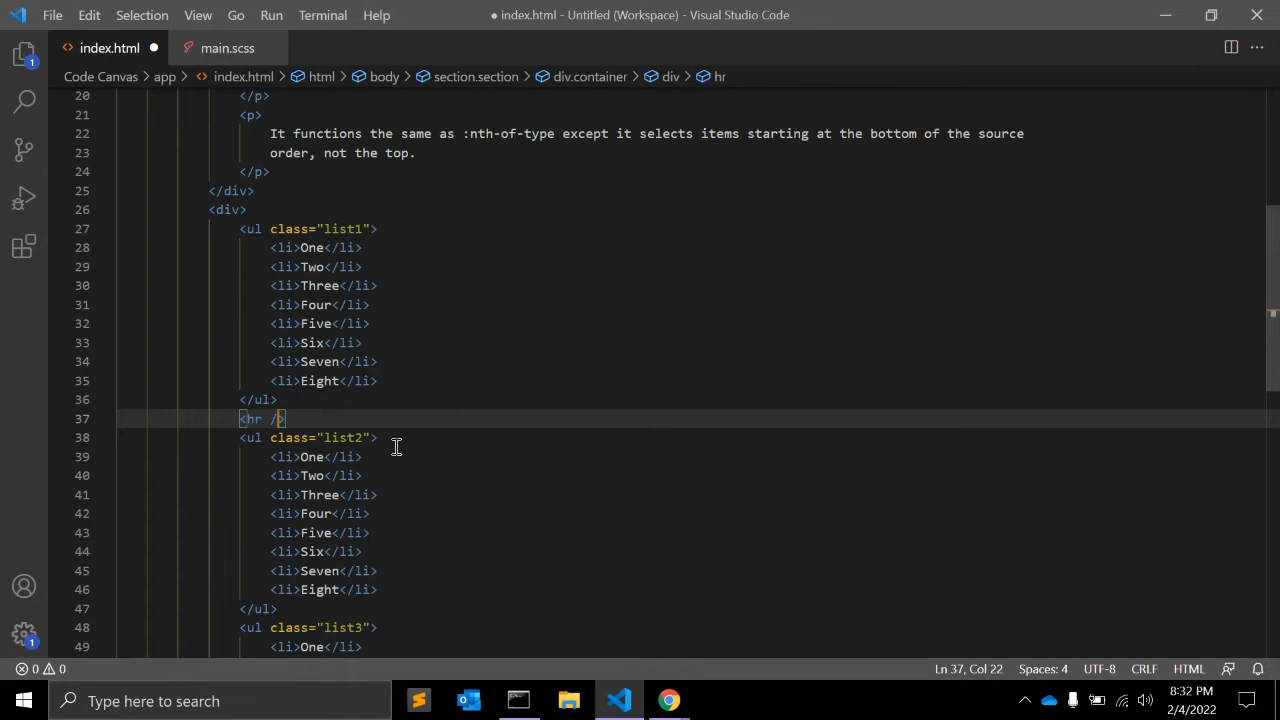 File Edit Selection View Go Run Terminal Help
● index.html - Untitled (Workspace) - Visual Studio Code
index.html
main.scss
Code Canvas > app > index.html > html > body > section.section > div.container > div > hr
20 </p>
21 <p>
22 It functions the same as :nth-of-type except it selects items starting at the bottom of the source
23 order, not the top.
24 </p>
25 </div>
26 <div>
27 <ul class="list1">
28 <li>One</li>
29 <li>Two</li>
30 <li>Three</li>
31 <li>Four</li>
32 <li>Five</li>
33 <li>Six</li>
34 <li>Seven</li>
35 <li>Eight</li>
36 </ul>
37 <hr />
38 <ul class="list2">
39 <li>One</li>
40 <li>Two</li>
41 <li>Three</li>
42 <li>Four</li>
43 <li>Five</li>
44 <li>Six</li>
45 <li>Seven</li>
46 <li>Eight</li>
47 </ul>
48 <ul class="list3">
49 <li>One</li>
1
1
0 0
Ln 37, Col 22 Spaces: 4 UTF-8 CRLF HTML
Type here to search
8:32 PM
2/4/2022